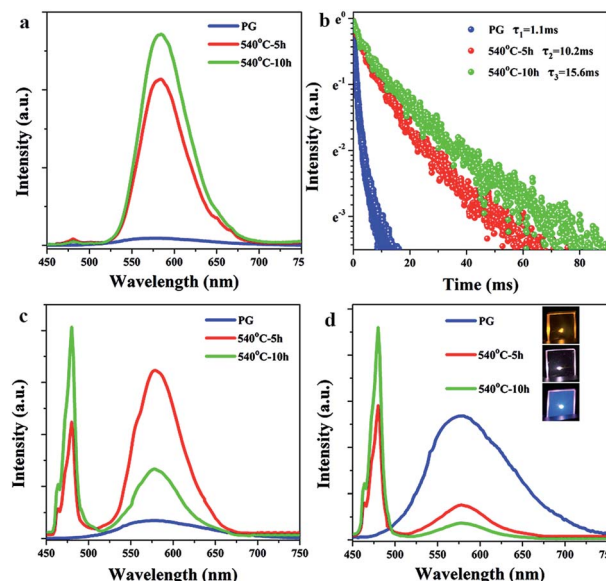 a
PG
540°C-5h
540°C-10h
Intensity (a.u.)
450 500 550 600 650 700 75
Wavelength (nm)
b
PG τ1=1.1ms
540°C-5h τ2=10.2ms
540°C-10h τ3=15.6ms
Intensity (a.u.)
e0
e-1
e-2
e-3
0 20 40 60 80
Time (ms)
c
PG
540°C-5h
540°C-10h
Intensity (a.u.)
450 500 550 600 650 700 750
Wavelength (nm)
d
PG
540°C-5h
540°C-10h
Intensity (a.u.)
450 500 550 600 650 700 750
Wavelength (nm)